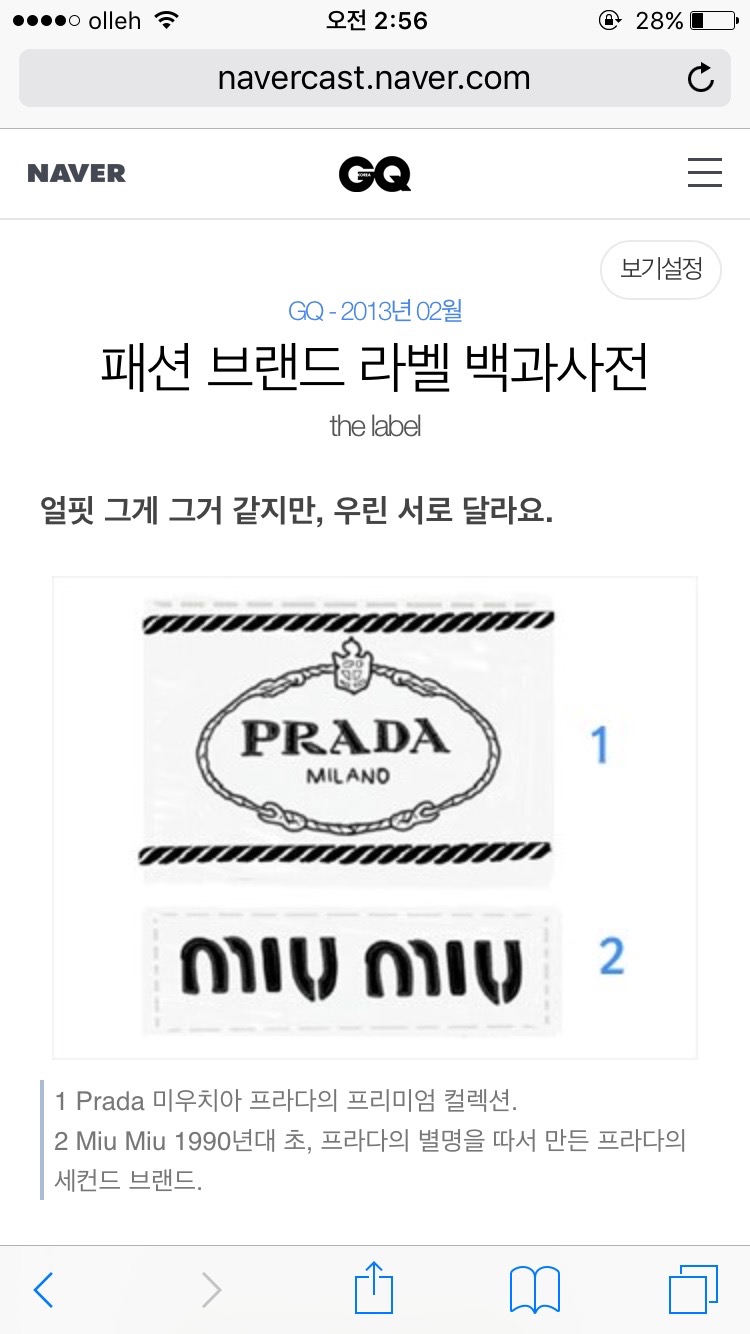 olleh 오전 2:56 28%
navercast.naver.com
NAVER GQ
보기설정
GQ - 2013년 02월
패션 브랜드 라벨 백과사전
the label
얼핏 그게 그거 같지만, 우린 서로 달라요.
PRADA
MILANO
1
miu miu
2
1 Prada 미우치아 프라다의 프리미엄 컬렉션.
2 Miu Miu 1990년대 초, 프라다의 별명을 따서 만든 프라다의
세컨드 브랜드.